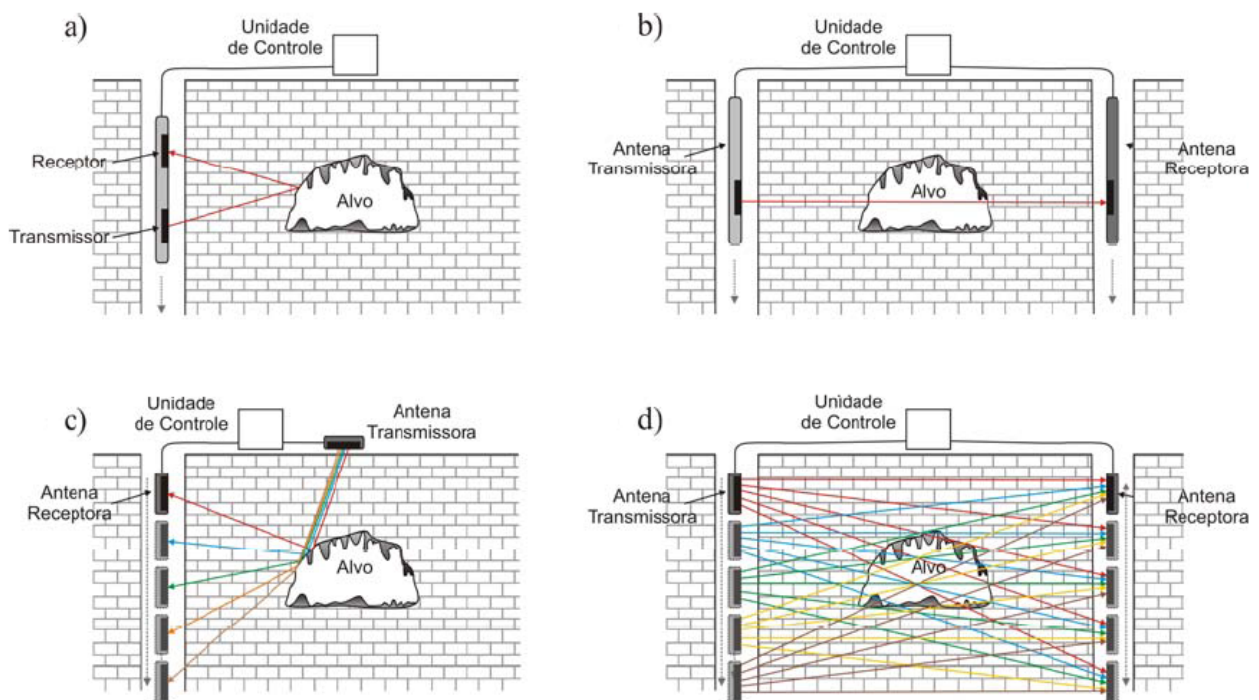 a)
Unidade
de Controle
Receptor
Transmissor
Alvo
b)
Unidade
de Controle
Antena
Transmissora
Alvo
Antena
Receptora
c)
Unidade
de Controle
Antena
Transmissora
Antena
Receptora
Alvo
d)
Unidade
de Controle
Antena
Transmissora
Alvo
Antena
Receptora